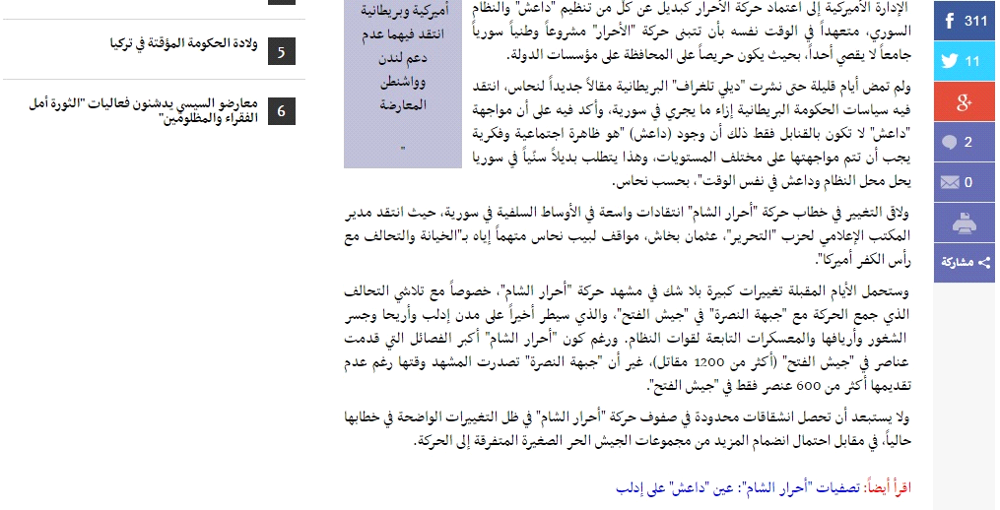 الإدارة الأميركية إلى اعتماد حركة الأحرار كبديل عن كل من تنظيم "داعش" والنظام
السوري، متعهداً في الوقت نفسه بأن تتبنى حركة "الأحرار" مشروعاً وطنياً سورياً
جامعاً لا يقصي أحداً، بحيث يكون حريصاً على المحافظة على مؤسسات الدولة.
ولم تمض أيام قليلة حتى نشرت "ديلي تلغراف" البريطانية مقالاً جديداً لنحاس، انتقد
فيه سياسات الحكومة البريطانية إزاء ما يجري في سورية، وأكد فيه على أن مواجهة
"داعش" لا تكون بالقنابل فقط ذلك أن وجود (داعش) "هو ظاهرة اجتماعية وفكرية
يجب أن تتم مواجهتها على مختلف المستويات، وهذا يتطلب بديلاً سنّياً في سوريا
يحل محل النظام وداعش في نفس الوقت"، بحسب نحاس.
ولاقى التغيير في خطاب حركة "أحرار الشام" انتقادات واسعة في الأوساط السلفية في سورية، حيث انتقد مدير
المكتب الإعلامي لحزب "التحرير"، عثمان بخاش، مواقف لبيب نحاس متهماً إياه بـ"الخيانة والتحالف مع
رأس الكفر أميركا".
وستحمل الأيام المقبلة تغييرات كبيرة بلا شك في مشهد حركة "أحرار الشام"، خصوصاً مع تلاشي التحالف
الذي جمع الحركة مع "جبهة النصرة" في "جيش الفتح"، والذي سيطر أخيراً على مدن إدلب وأريحا وجسر
الشغور وأريافها والمعسكرات التابعة لقوات النظام. ورغم كون "أحرار الشام" أكبر الفصائل التي قدمت
عناصر في "جيش الفتح" (أكثر من 1200 مقاتل)، غير أن "جبهة النصرة" تصدرت المشهد وقتها رغم عدم
تقديمها أكثر من 600 عنصر فقط في "جيش الفتح".
ولا يستبعد أن تحصل انشقاقات محدودة في صفوف حركة "أحرار الشام" في ظل التغييرات الواضحة في خطابها
حالياً، في مقابل احتمال انضمام المزيد من مجموعات الجيش الحر الصغيرة المتفرقة إلى الحركة.
اقرأ أيضاً: تصفيات "أحرار الشام": عين "داعش" على إدلب
أميركية وبريطانية
انتقد فيهما عدم
دعم لندن
وواشنطن
المعارضة
"
5 ولادة الحكومة المؤقتة في تركيا
6 معارضو السيسي يدشنون فعاليات "الثورة أمل
الفقراء والمظلومين"
f 311
11
g+
2
0
مشاركة